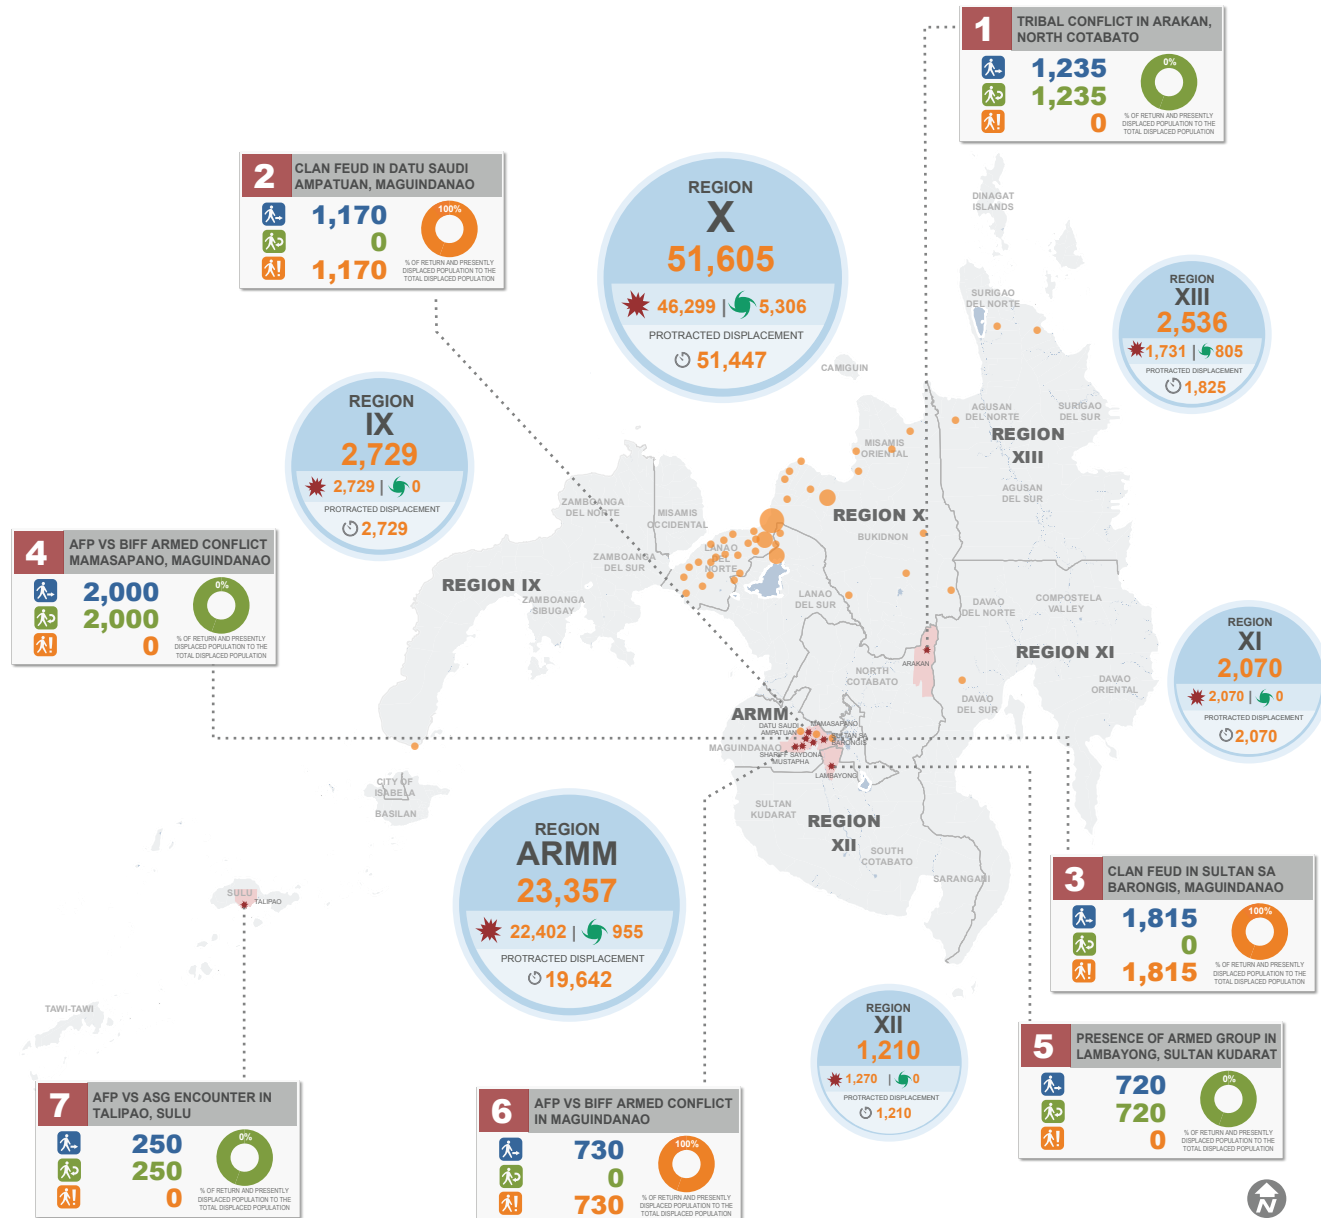 1
TRIBAL CONFLICT IN ARAKAN,
NORTH COTABATO
1,235
1,235
0
0%
% OF RETURN AND PRESENTLY
DISPLACED POPULATION TO THE
TOTAL DISPLACED POPULATION
2
CLAN FEUD IN DATU SAUDI
AMPATUAN, MAGUINDANAO
1,170
0
1,170
100%
% OF RETURN AND PRESENTLY
DISPLACED POPULATION TO THE
TOTAL DISPLACED POPULATION
REGION
X
51,605
46,299 | 5,306
PROTRACTED DISPLACEMENT
51,447
REGION
XIII
2,536
1,731 | 805
PROTRACTED DISPLACEMENT
1,825
REGION
IX
2,729
2,729 | 0
PROTRACTED DISPLACEMENT
2,729
4
AFP VS BIFF ARMED CONFLICT
MAMASAPANO, MAGUINDANAO
2,000
2,000
0
0%
% OF RETURN AND PRESENTLY
DISPLACED POPULATION TO THE
TOTAL DISPLACED POPULATION
REGION
XI
2,070
2,070 | 0
PROTRACTED DISPLACEMENT
2,070
DINAGAT
ISLANDS
SURIGAO
DEL NORTE
CAMIGUIN
AGUSAN
DEL NORTE
SURIGAO
DEL SUR
REGION
XIII
MISAMIS
ORIENTAL
AGUSAN
DEL SUR
ZAMBOANGA
DEL NORTE
MISAMIS
OCCIDENTAL
REGION X
BUKIDNON
LANAO
DEL
NORTE
ZAMBOANGA
DEL SUR
REGION IX
ZAMBOANGA
SIBUGAY
LANAO
DEL SUR
DAVAO
DEL NORTE
COMPOSTELA
VALLEY
REGION XI
ARAKAN
NORTH
COTABATO
DAVAO
ORIENTAL
DAVAO
DEL SUR
ARMM
DATU SAUDI
AMPATUAN
MAMASAPANO
SULTAN SA
BARONGIS
MAGUINDANAO
SHARIFF SAYDONA
MUSTAPHA
LAMBAYONG
CITY OF
ISABELA
BASILAN
SULTAN
KUDARAT
REGION
XII
SOUTH
COTABATO
SARANGANI
SULU
TALIPAO
TAWI-TAWI
REGION
ARMM
23,357
22,402 | 955
PROTRACTED DISPLACEMENT
19,642
3
CLAN FEUD IN SULTAN SA
BARONGIS, MAGUINDANAO
1,815
0
1,815
100%
% OF RETURN AND PRESENTLY
DISPLACED POPULATION TO THE
TOTAL DISPLACED POPULATION
REGION
XII
1,210
1,270 | 0
PROTRACTED DISPLACEMENT
1,210
5
PRESENCE OF ARMED GROUP IN
LAMBAYONG, SULTAN KUDARAT
720
720
0
0%
% OF RETURN AND PRESENTLY
DISPLACED POPULATION TO THE
TOTAL DISPLACED POPULATION
7
AFP VS ASG ENCOUNTER IN
TALIPAO, SULU
250
250
0
0%
% OF RETURN AND PRESENTLY
DISPLACED POPULATION TO THE
TOTAL DISPLACED POPULATION
6
AFP VS BIFF ARMED CONFLICT
IN MAGUINDANAO
730
0
730
100%
% OF RETURN AND PRESENTLY
DISPLACED POPULATION TO THE
TOTAL DISPLACED POPULATION
N